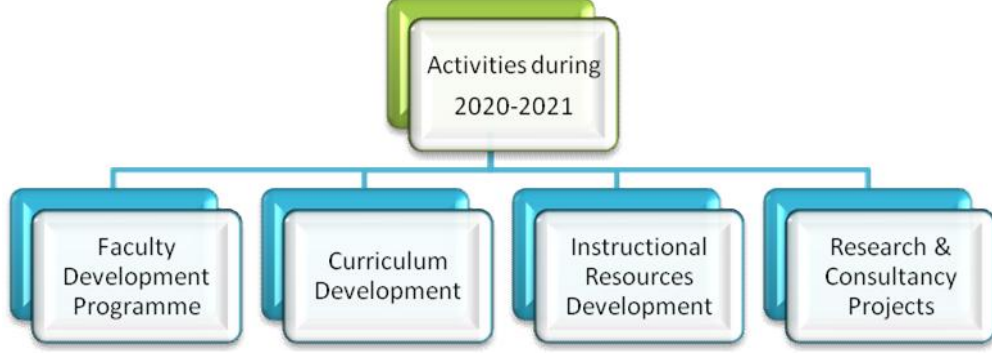 Activities during
2020-2021
Faculty
Development
Programme
Curriculum
Development
Instructional
Resources
Development
Research &
Consultancy
Projects